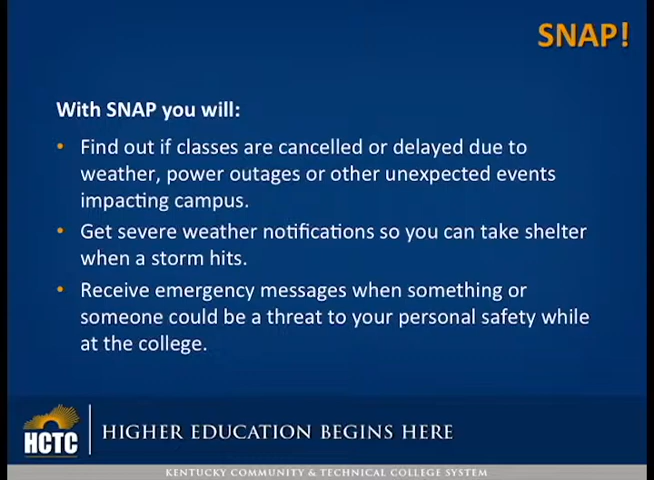 SNAP!
With SNAP you will:
• Find out if classes are cancelled or delayed due to
weather, power outages or other unexpected events
impacting campus.
• Get severe weather notifications so you can take shelter
when a storm hits.
• Receive emergency messages when something or
someone could be a threat to your personal safety while
at the college.
HCTC
HIGHER EDUCATION BEGINS HERE
KENTUCKY COMMUNITY & TECHNICAL COLLEGE SYSTEM